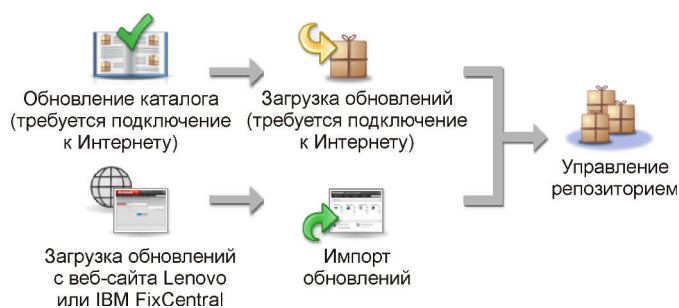 Обновление каталога
(требуется подключение
к Интернету)
Загрузка обновлений
(требуется подключение
к Интернету)
Управление
репозиторием
Загрузка обновлений
с веб-сайта Lenovo
или IBM FixCentral
Импорт
обновлений